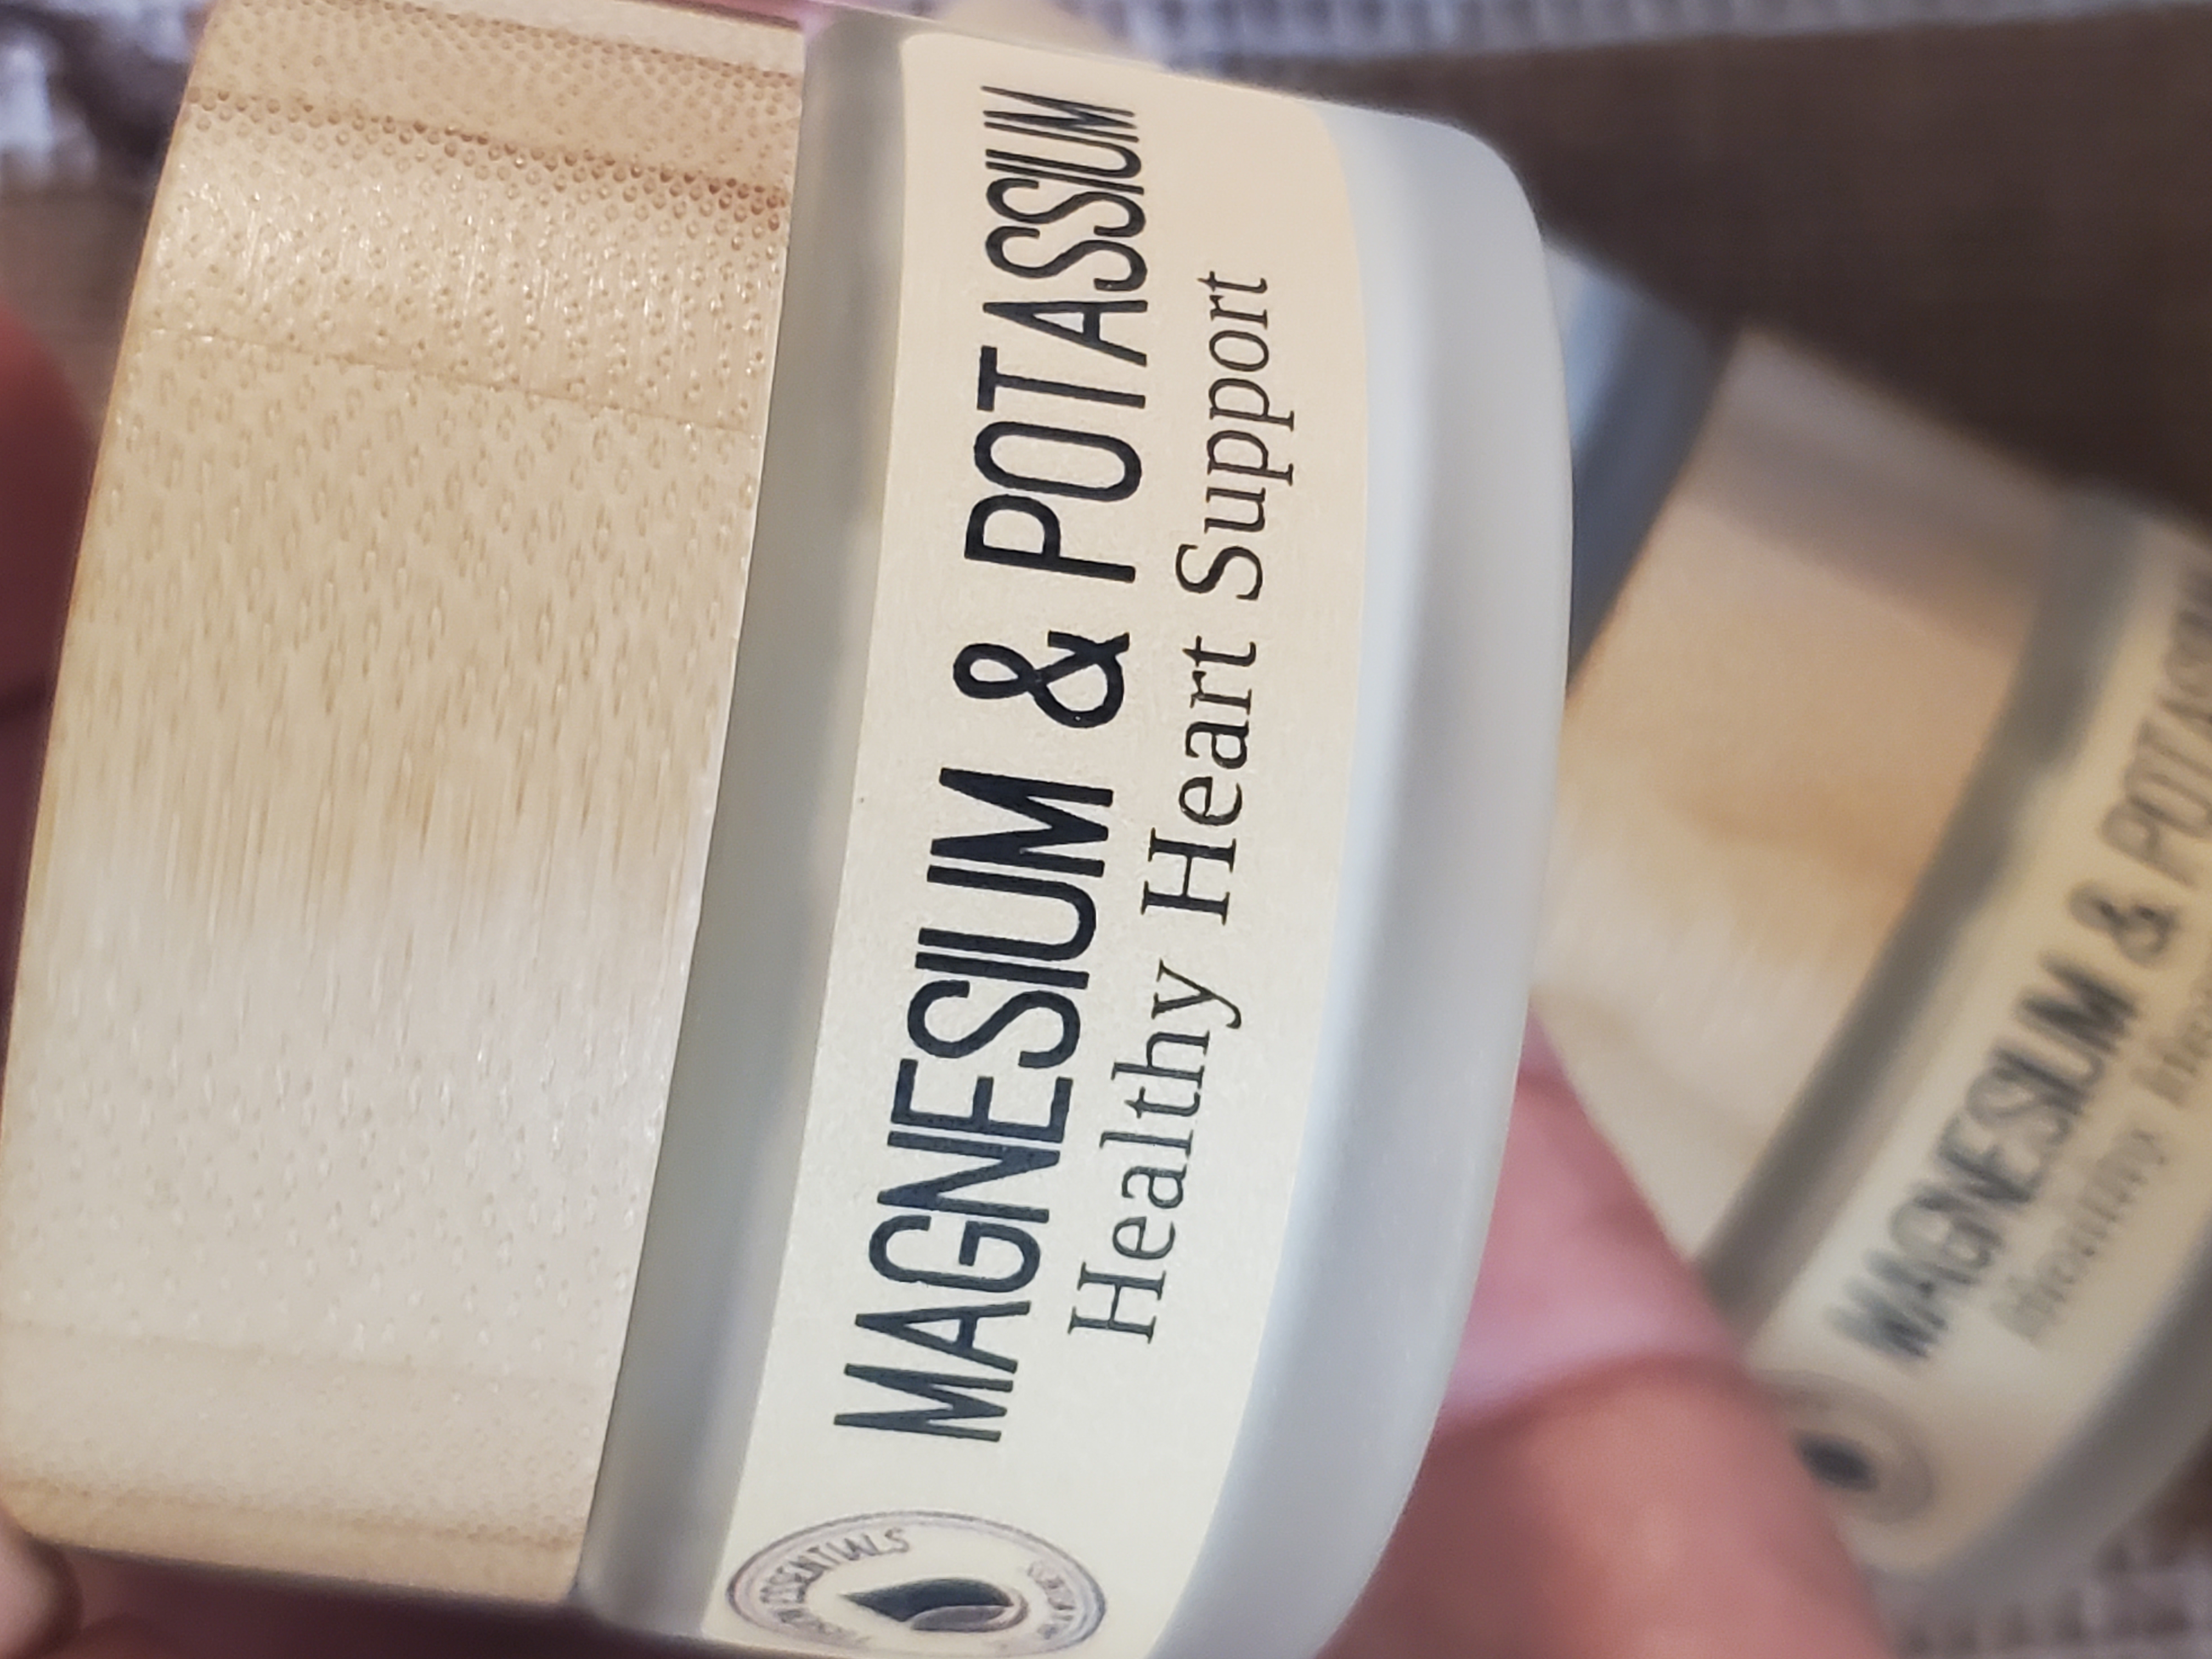 MAGNESIUM & POTASSIUM
Healthy Heart Support
ESSENTIALS
MAGNESIUM & POTASSIUM